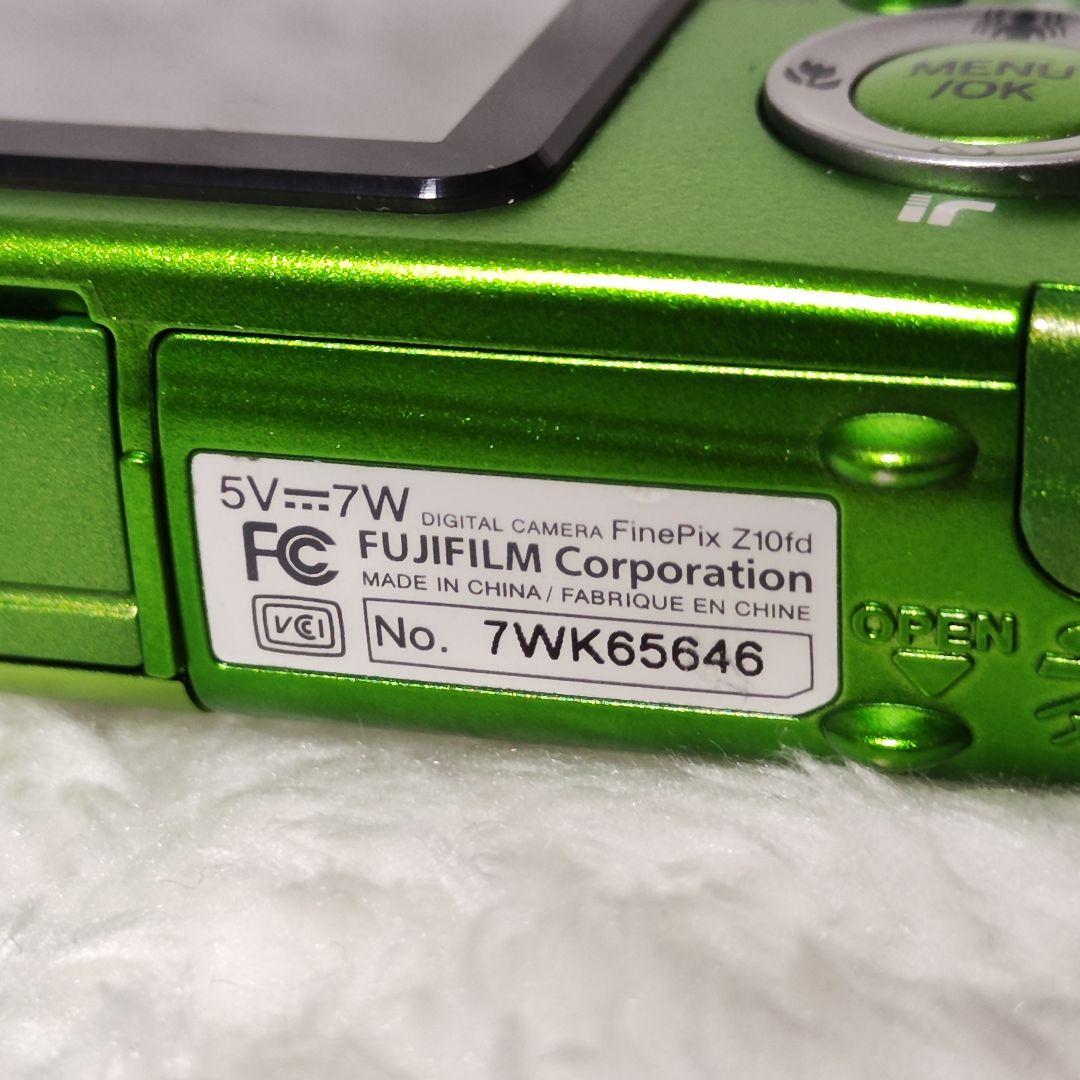 MENU
/OK
5V⎓7W
DIGITAL CAMERA FinePix Z10fd
FC
FUJIFILM Corporation
MADE IN CHINA / FABRIQUE EN CHINE
VCI
No. 7WK65646
OPEN